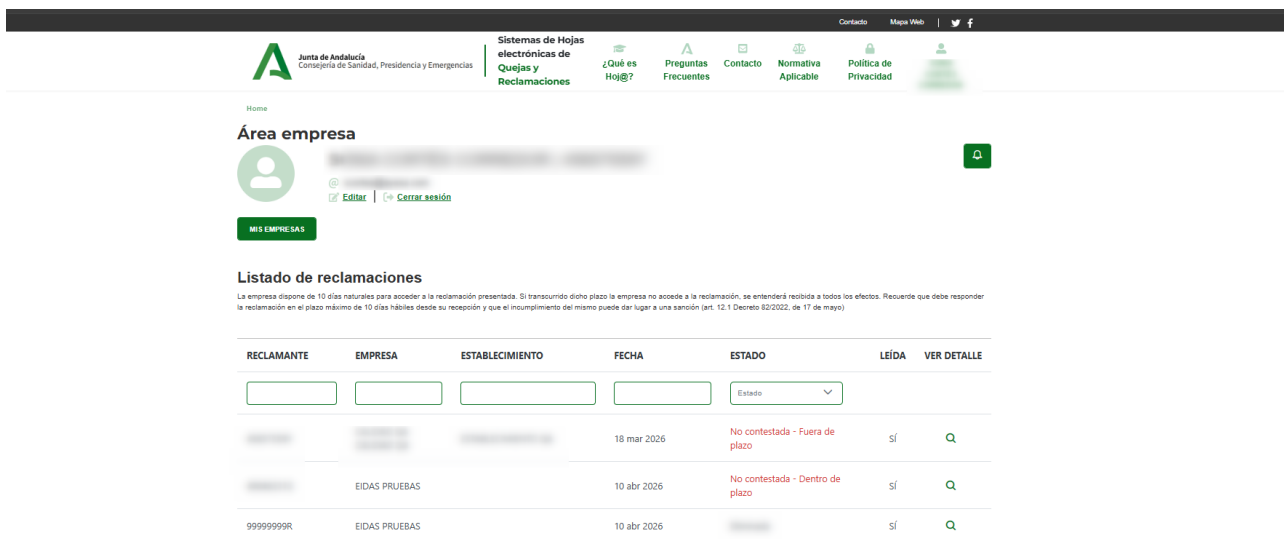 Contacto Mapa Web |
Junta de Andalucía
Consejería de Sanidad, Presidencia y Emergencias
Sistemas de Hojas
electrónicas de
Quejas y
Reclamaciones
¿Qué es
Hoj@?
Preguntas
Frecuentes
Contacto
Normativa
Aplicable
Política de
Privacidad
Home
Área empresa
@
Editar | Cerrar sesión
MIS EMPRESAS
Listado de reclamaciones
La empresa dispone de 10 días naturales para acceder a la reclamación presentada. Si transcurrido dicho plazo la empresa no accede a la reclamación, se entenderá recibida a todos los efectos. Recuerde que debe responder
la reclamación en el plazo máximo de 10 días hábiles desde su recepción y que el incumplimiento del mismo puede dar lugar a una sanción (art. 12.1 Decreto 82/2022, de 17 de mayo)
RECLAMANTE EMPRESA ESTABLECIMIENTO FECHA ESTADO LEÍDA VER DETALLE
Estado
18 mar 2026 No contestada - Fuera de plazo SÍ
EIDAS PRUEBAS 10 abr 2026 No contestada - Dentro de plazo SÍ
99999999R EIDAS PRUEBAS 10 abr 2026 SÍ